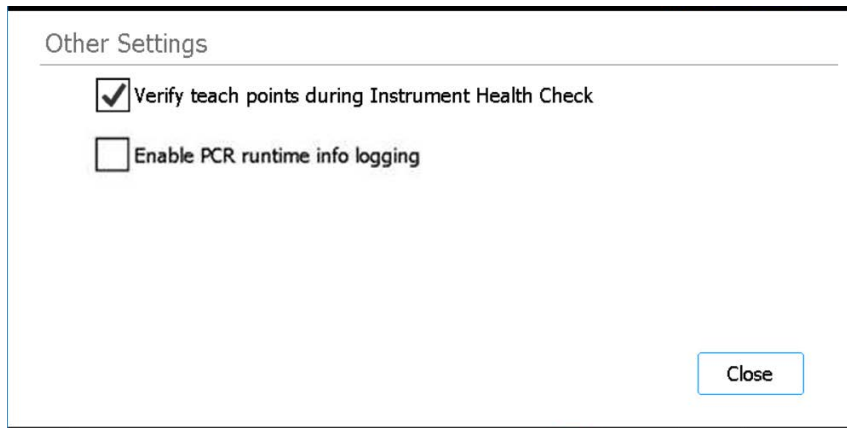 Other Settings
Verify teach points during Instrument Health Check
Enable PCR runtime info logging
Close